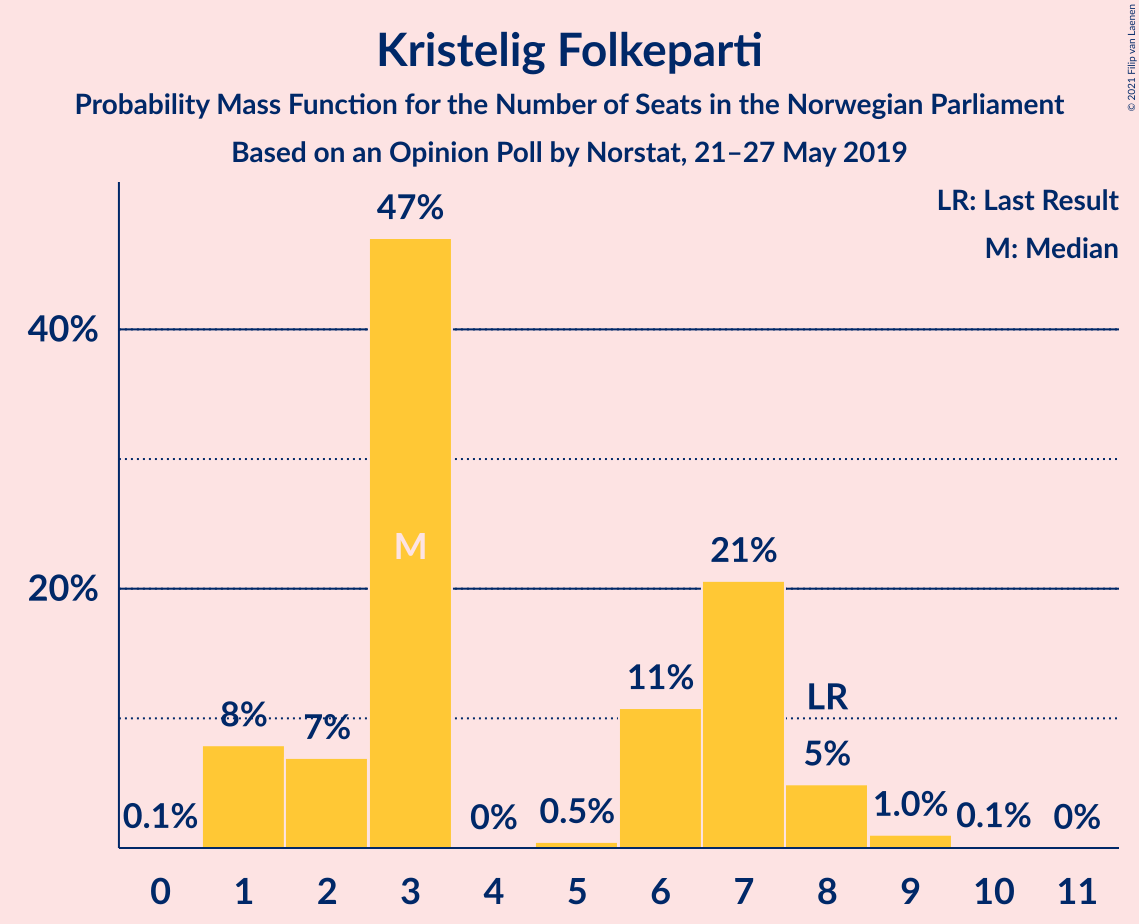 Kristelig Folkeparti
Probability Mass Function for the Number of Seats in the Norwegian Parliament
Based on an Opinion Poll by Norstat, 21–27 May 2019
© 2021 Filip van Laenen
LR: Last Result
M: Median
47%
40%
M
21%
20%
11%
LR
8%
7%
5%
0.1%
0%
0.5%
1.0%
0.1%
0%
0 1 2 3 4 5 6 7 8 9 10 11